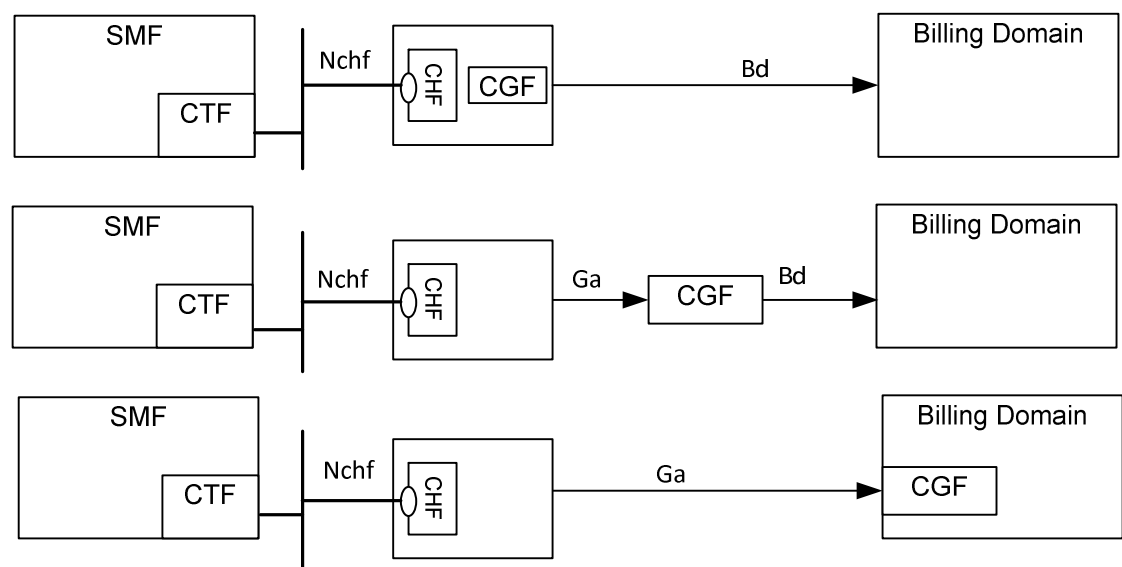 SMF
CTF
Nchf
CHF
CGF
Bd
Billing Domain
SMF
CTF
Nchf
CHF
Ga
CGF
Bd
Billing Domain
SMF
CTF
Nchf
CHF
Ga
Billing Domain
CGF